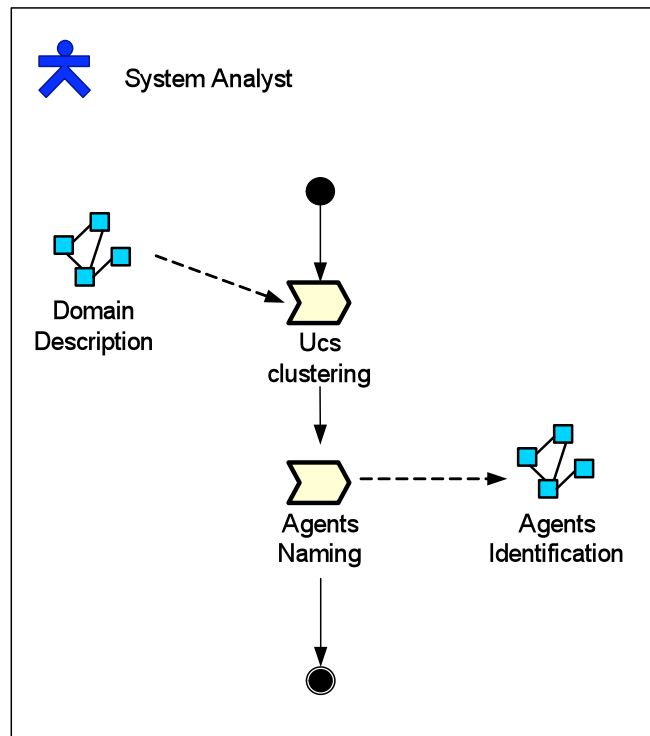 System Analyst
Domain
Description
Ucs
clustering
Agents
Naming
Agents
Identification